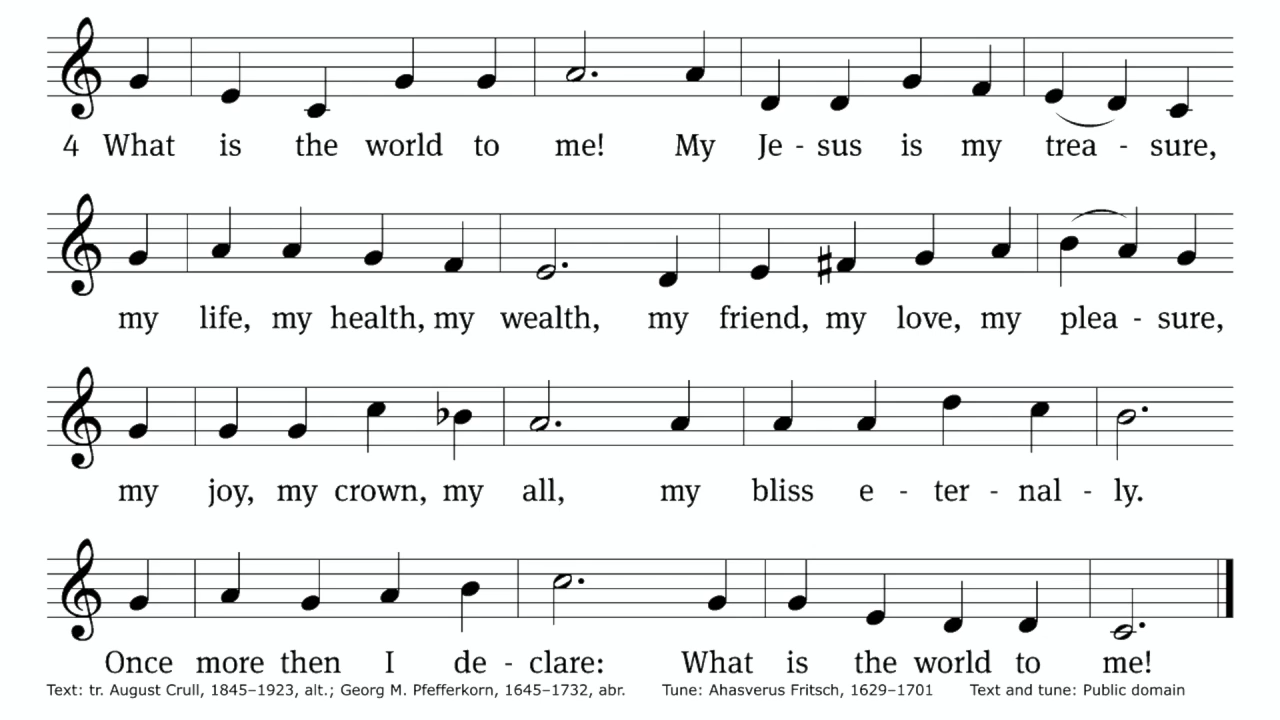 4 What is the world to me! My Je - sus is my trea - sure,
my life, my health, my wealth, my friend, my love, my plea - sure,
my joy, my crown, my all, my bliss e - ter - nal - ly.
Once more then I de - clare: What is the world to me!
Text: tr. August Crull, 1845–1923, alt.; Georg M. Pfefferkorn, 1645–1732, abr. Tune: Ahasverus Fritsch, 1629–1701 Text and tune: Public domain